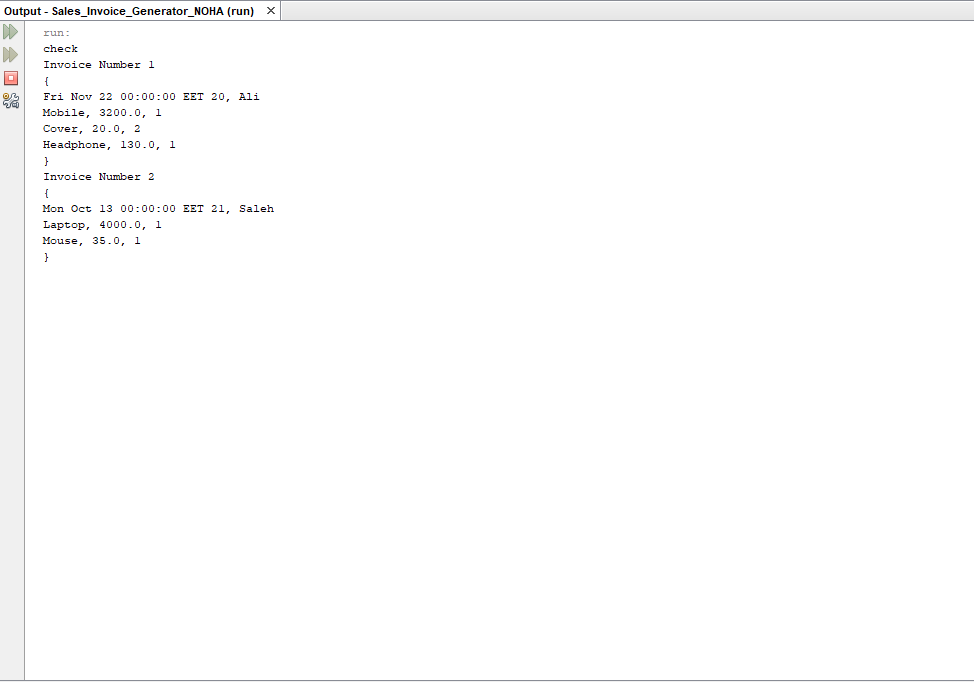 Output - Sales_Invoice_Generator_NOHA (run)
run:
check
Invoice Number 1
{
Fri Nov 22 00:00:00 EET 20, Ali
Mobile, 3200.0, 1
Cover, 20.0, 2
Headphone, 130.0, 1
}
Invoice Number 2
{
Mon Oct 13 00:00:00 EET 21, Saleh
Laptop, 4000.0, 1
Mouse, 35.0, 1
}